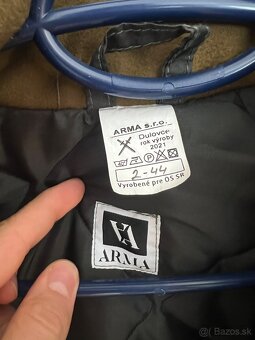 ARMA s.r.o.
Dulovce
rok výroby
2021
2-44
Vyrobené pre OS SR
ARMA
Bazos.sk